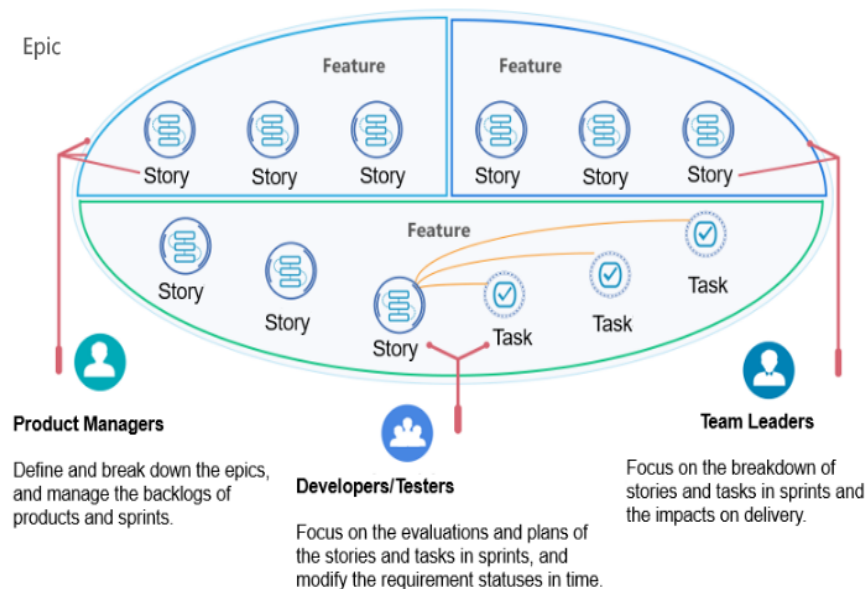 Epic
Feature
Feature
Story
Story
Story
Story
Story
Story
Feature
Story
Story
Story
Task
Task
Task
Product Managers
Define and break down the epics,
and manage the backlogs of
products and sprints.
Developers/Testers
Focus on the evaluations and plans of
the stories and tasks in sprints, and
modify the requirement statuses in time.
Team Leaders
Focus on the breakdown of
stories and tasks in sprints and
the impacts on delivery.